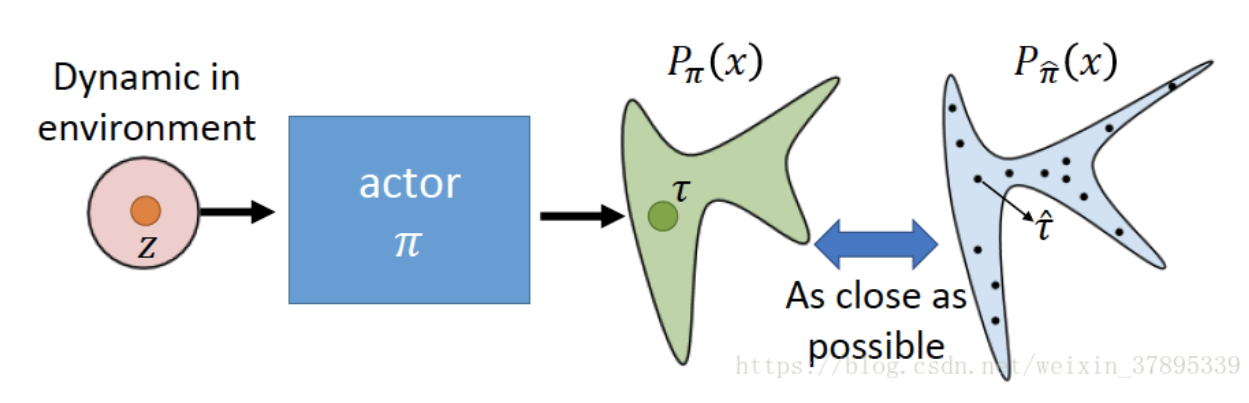 Dynamic in
environment
z
actor
π
P_π(x)
τ
As close as
possible
P_π̂(x)
τ̂
https://blog.csdn.net/weixin_37895339